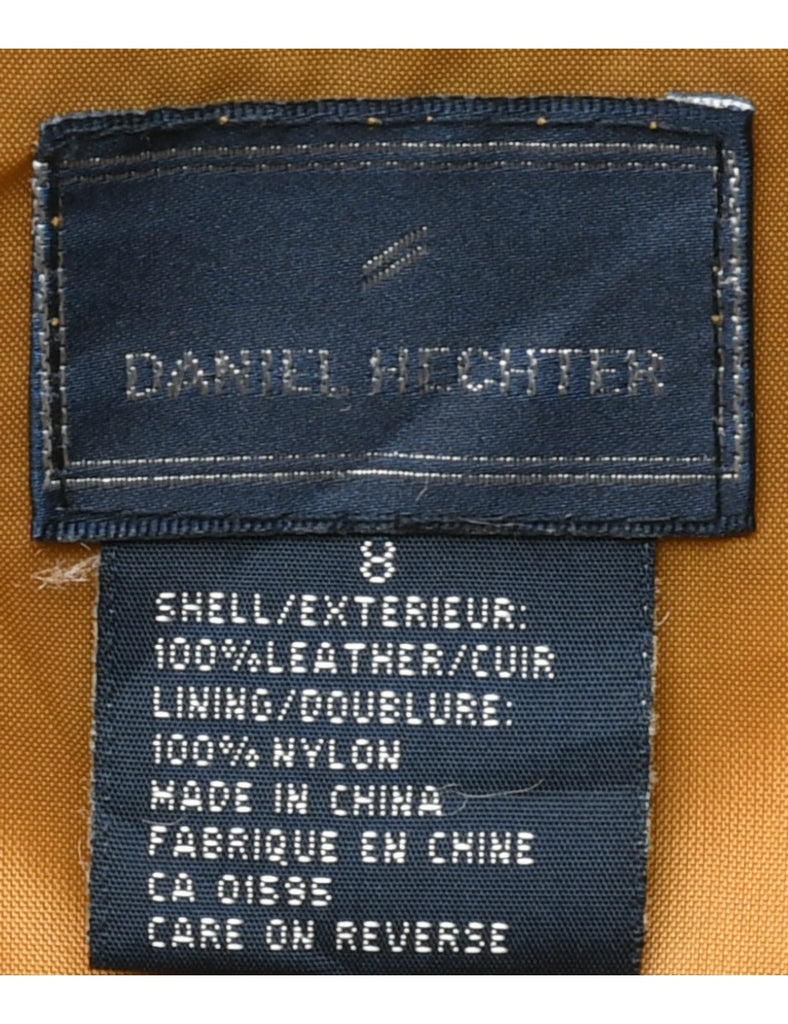 DANIEL HECHTER
8
SHELL/EXTERIEUR:
100%LEATHER/CUIR
LINING/DOUBLURE:
100% NYLON
MADE IN CHINA
FABRIQUE EN CHINE
CA 01595
CARE ON REVERSE